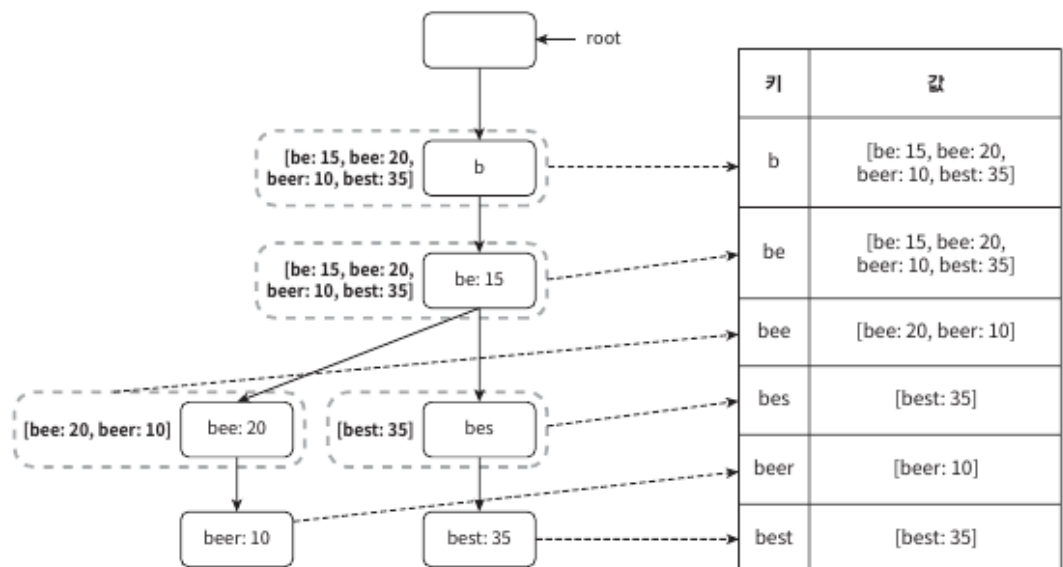 root
[be: 15, bee: 20,
beer: 10, best: 35]
b
[be: 15, bee: 20,
beer: 10, best: 35]
be: 15
[bee: 20, beer: 10]
bee: 20
[best: 35]
bes
beer: 10
best: 35
키
값
b
[be: 15, bee: 20,
beer: 10, best: 35]
be
[be: 15, bee: 20,
beer: 10, best: 35]
bee
[bee: 20, beer: 10]
bes
[best: 35]
beer
[beer: 10]
best
[best: 35]